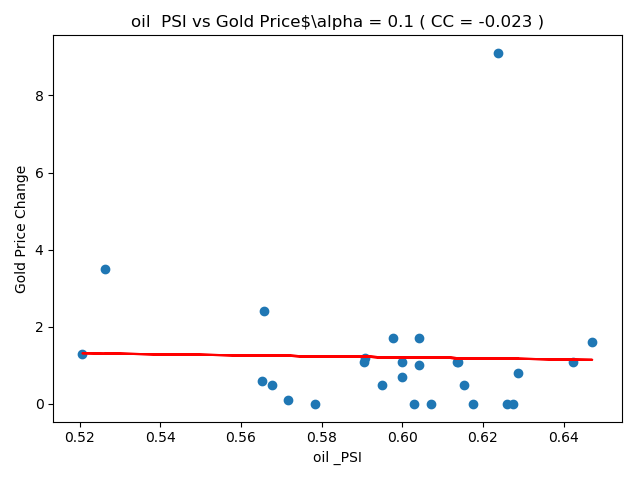 oil  PSI vs Gold Price$\alpha = 0.1 ( CC = -0.023 )
Gold Price Change
8
6
4
2
0
0.52 0.54 0.56 0.58 0.60 0.62 0.64
oil _PSI